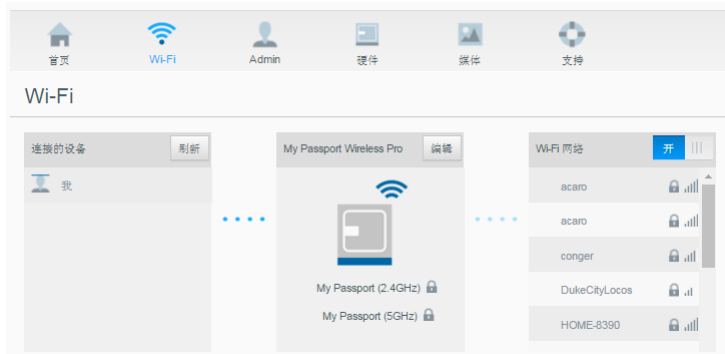 首页
Wi-Fi
Admin
硬件
媒体
支持
Wi-Fi
连接的设备
刷新
我
My Passport Wireless Pro
编辑
My Passport (2.4GHz)
My Passport (5GHz)
Wi-Fi 网络
开
acaro
acaro
conger
DukeCityLocos
HOME-8390